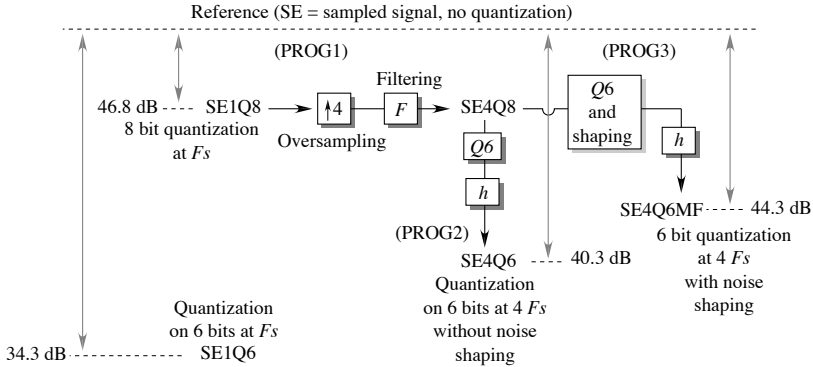 Reference (SE = sampled signal, no quantization)
(PROG1)
(PROG3)
Filtering
46.8 dB
SE1Q8
↑4
F
SE4Q8
Q6
and
shaping
8 bit quantization
at Fs
Oversampling
Q6
h
h
(PROG2)
SE4Q6MF
44.3 dB
6 bit quantization
at 4 Fs
with noise
shaping
SE4Q6
40.3 dB
Quantization
on 6 bits at 4 Fs
without noise
shaping
Quantization
on 6 bits at Fs
34.3 dB
SE1Q6